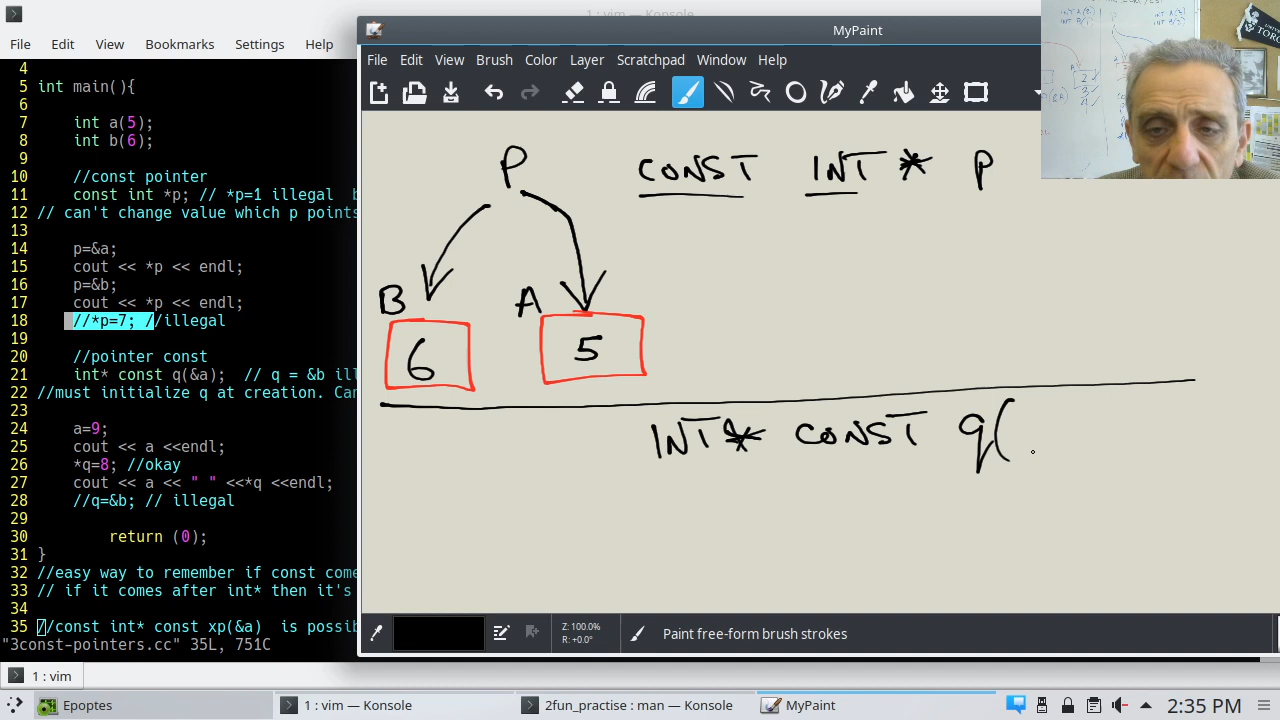 1 : vim — Konsole
File Edit View Bookmarks Settings Help
4
5 int main(){
6
7 int a(5);
8 int b(6);
9
10 //const pointer
11 const int *p; // *p=1 illegal b
12 // can't change value which p points
13
14 p=&a;
15 cout << *p << endl;
16 p=&b;
17 cout << *p << endl;
18 //*p=7; //illegal
19
20 //pointer const
21 int* const q(&a); // q = &b ill
22 //must initialize q at creation. Can
23
24 a=9;
25 cout << a <<endl;
26 *q=8; //okay
27 cout << a << " " <<*q <<endl;
28 //q=&b; // illegal
29
30 return (0);
31 }
32 //easy way to remember if const come
33 // if it comes after int* then it's
34
35 //const int* const xp(&a) is possib
"3const-pointers.cc" 35L, 751C
1 : vim
MyPaint
File Edit View Brush Color Layer Scratchpad Window Help
P CONST INT * P
B A
6 5
INT* CONST q(
Z: 100.0%
R: +0.0°
Paint free-form brush strokes
Epoptes 1 : vim — Konsole 2fun_practise : man — Konsole MyPaint 2:35 PM